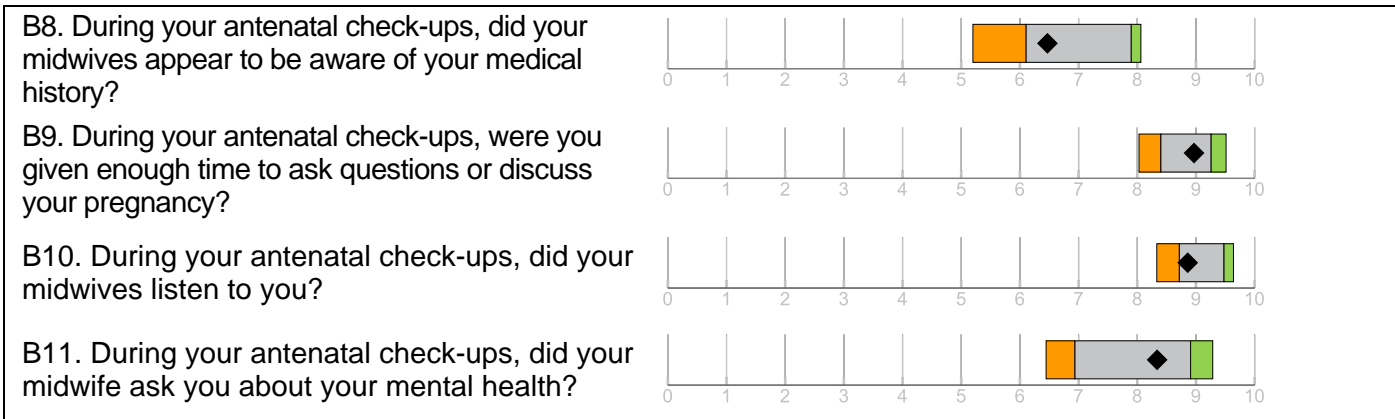 B8. During your antenatal check-ups, did your
midwives appear to be aware of your medical
history?
0 1 2 3 4 5 6 7 8 9 10
B9. During your antenatal check-ups, were you
given enough time to ask questions or discuss
your pregnancy?
0 1 2 3 4 5 6 7 8 9 10
B10. During your antenatal check-ups, did your
midwives listen to you?
0 1 2 3 4 5 6 7 8 9 10
B11. During your antenatal check-ups, did your
midwife ask you about your mental health?
0 1 2 3 4 5 6 7 8 9 10